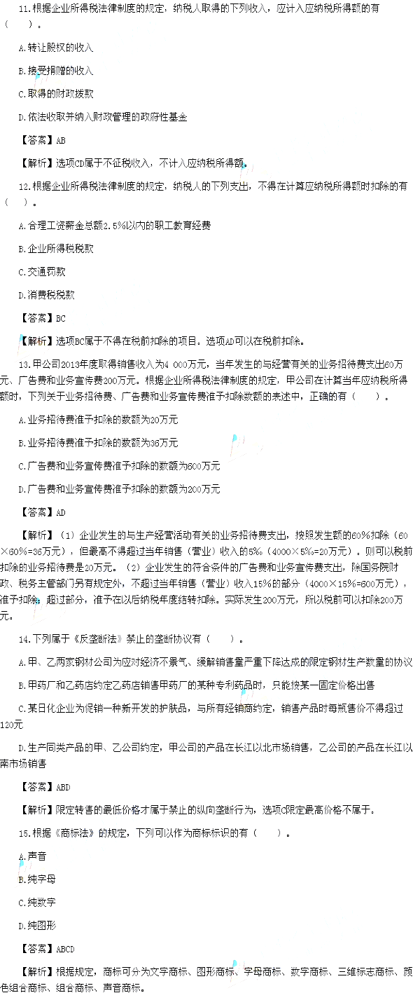 11.根据企业所得税法律制度的规定，纳税人取得的下列收入，应计入应纳税所得额的有
（　　）。
A.转让股权的收入
B.接受捐赠的收入
C.取得的财政拨款
D.依法收取并纳入财政管理的政府性基金
【答案】AB
【解析】选项CD属于不征税收入，不计入应纳税所得额。
12.根据企业所得税法律制度的规定，纳税人的下列支出，不得在计算应纳税所得额时扣除的有
（　　）。
A.合理工资薪金总额2.5%以内的职工教育经费
B.企业所得税税款
C.交通罚款
D.消费税税款
【答案】BC
【解析】选项BC属于不得在税前扣除的项目。选项AD可以在税前扣除。
13.甲公司2013年度取得销售收入为4 000万元，当年发生的与经营有关的业务招待费支出60万
元、广告费和业务宣传费200万元。根据企业所得税法律制度的规定，甲公司在计算当年应纳税所得
额时，下列关于业务招待费、广告费和业务宣传费准予扣除数额的表述中，正确的有（　　）。
A.业务招待费准予扣除的数额为20万元
B.业务招待费准予扣除的数额为36万元
C.广告费和业务宣传费准予扣除的数额为600万元
D.广告费和业务宣传费准予扣除的数额为200万元
【答案】AD
【解析】（1）企业发生的与生产经营活动有关的业务招待费支出，按照发生额的60%扣除（60
×60%=36万元），但最高不得超过当年销售（营业）收入的5‰（4000×5‰=20万元）。则可以税前
扣除的业务招待费是20万元。（2）企业发生的符合条件的广告费和业务宣传费支出，除国务院财
政、税务主管部门另有规定外，不超过当年销售（营业）收入15%的部分（4000×15%=600万元），
准予扣除；超过部分，准予在以后纳税年度结转扣除。实际发生200万元，所以税前可以扣除200万
元。
14.下列属于《反垄断法》禁止的垄断协议有（　　）。
A.甲、乙两家钢材公司为应对经济不景气、缓解销售量严重下降达成的限定钢材生产数量的协议
B.甲药厂和乙药店约定乙药店销售甲药厂的某种专利药品时，只能按某一固定价格出售
C.某日化企业为促销一种新开发的护肤品，与所有经销商约定，销售产品时每瓶售价不得超过
120元
D.生产同类产品的甲、乙公司约定，甲公司的产品在长江以北市场销售，乙公司的产品在长江以
南市场销售
【答案】ABD
【解析】限定转售的最低价格才属于禁止的纵向垄断行为，选项C限定最高价格不属于。
15.根据《商标法》的规定，下列可以作为商标标识的有（　　）。
A.声音
B.纯字母
C.纯数字
D.纯图形
【答案】ABCD
【解析】根据规定，商标可分为文字商标、图形商标、字母商标、数字商标、三维标志商标、颜
色组合商标、组合商标、声音商标。